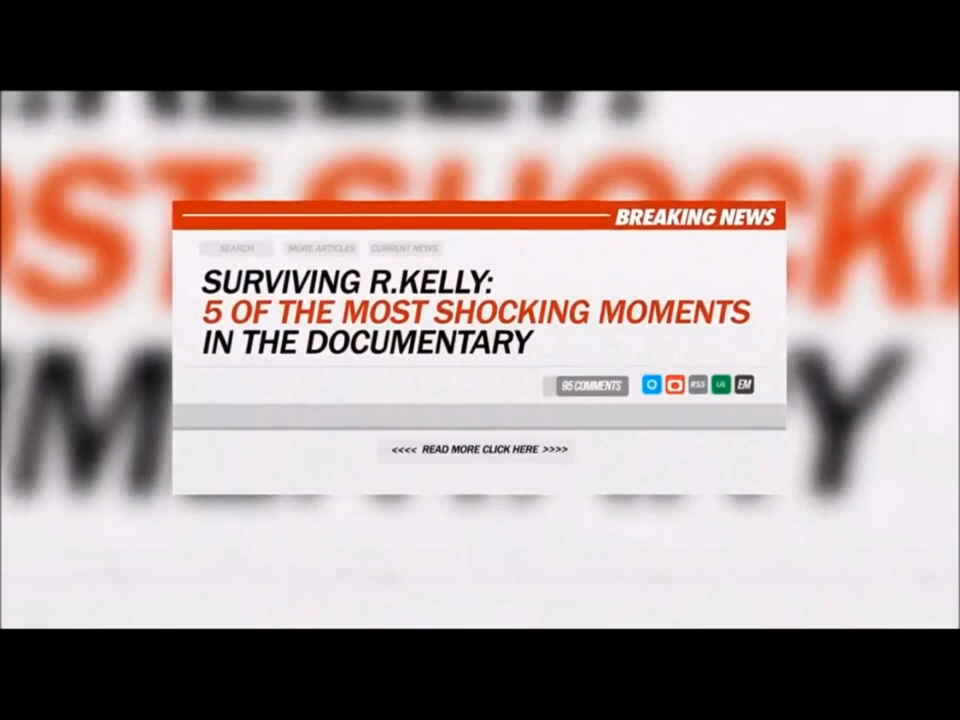 BREAKING NEWS
SEARCH MORE ARTICLES CURRENT NEWS
SURVIVING R.KELLY:
5 OF THE MOST SHOCKING MOMENTS
IN THE DOCUMENTARY
95 COMMENTS RSS EM
<<<< READ MORE CLICK HERE >>>>